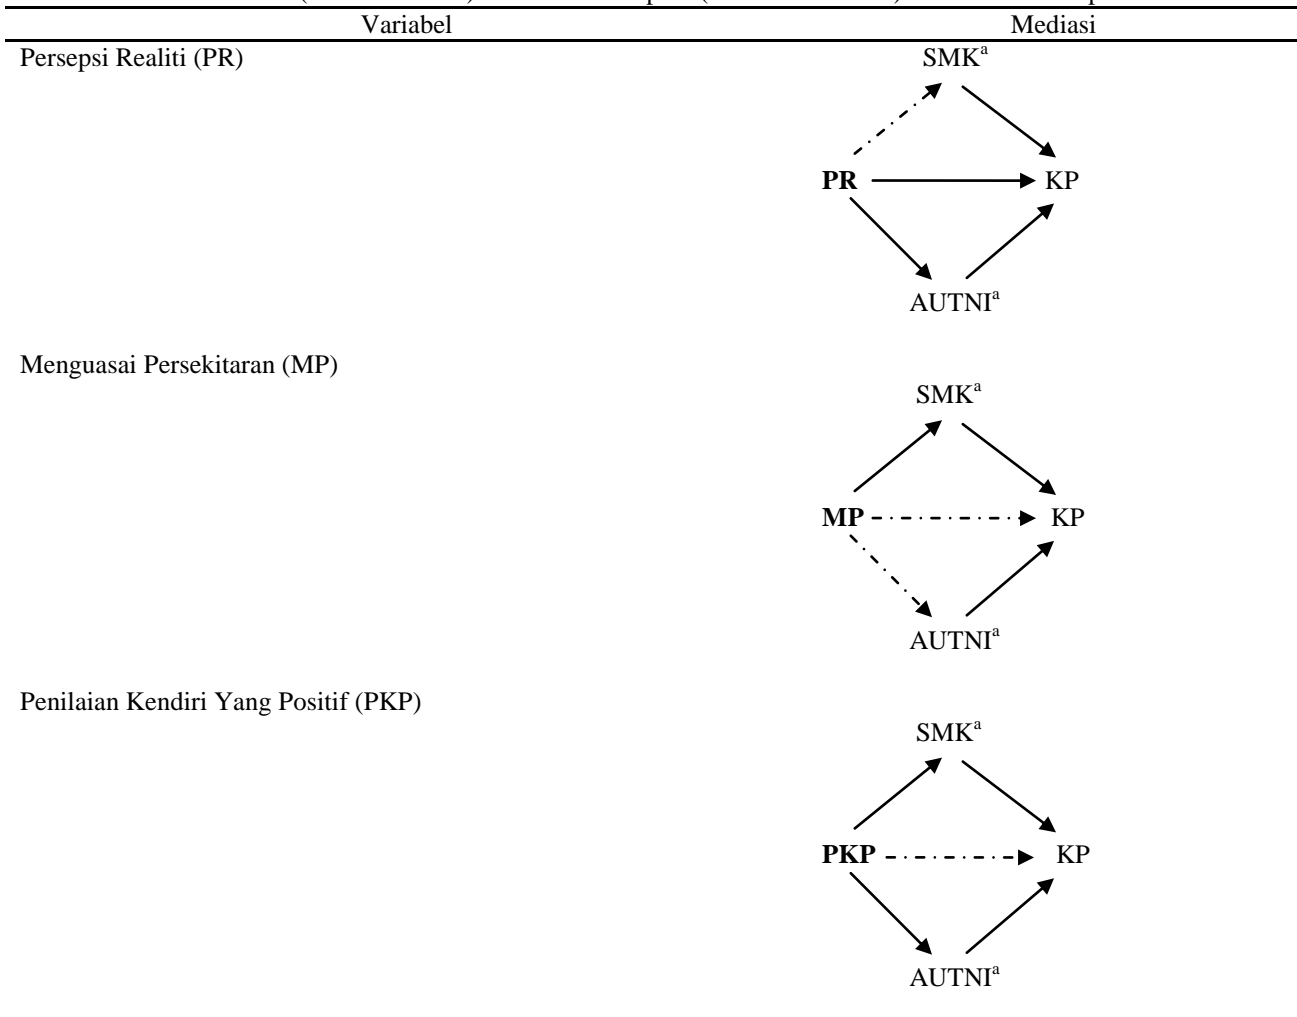 Variabel Mediasi
Persepsi Realiti (PR)
SMKᵃ
PR KP
AUTNIᵃ
Menguasai Persekitaran (MP)
SMKᵃ
MP KP
AUTNIᵃ
Penilaian Kendiri Yang Positif (PKP)
SMKᵃ
PKP KP
AUTNIᵃ